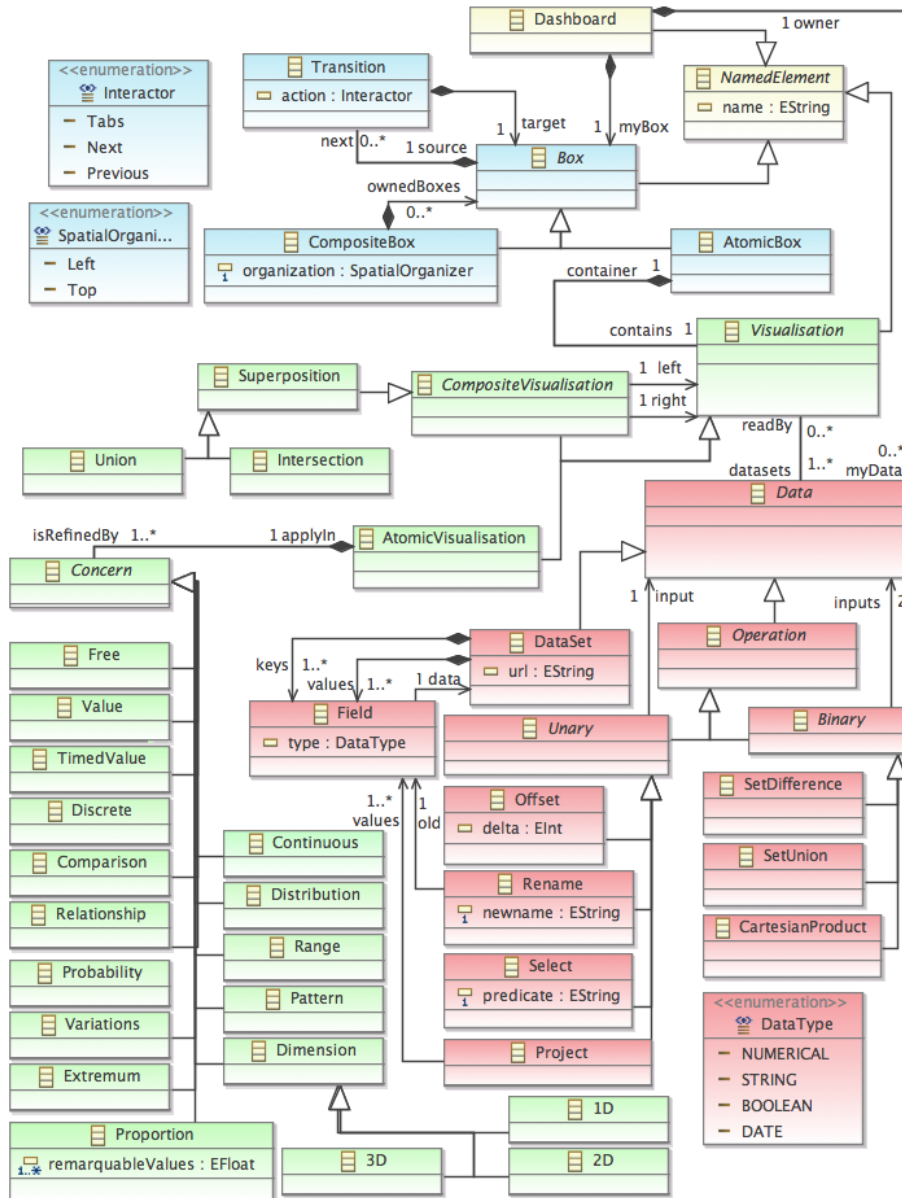 Dashboard
1 owner
<<enumeration>>
Interactor
Tabs
Next
Previous
Transition
action : Interactor
NamedElement
name : EString
1 target
1 myBox
next 0..*
1 source
Box
ownedBoxes
0..*
<<enumeration>>
SpatialOrgani...
Left
Top
CompositeBox
1 organization : SpatialOrganizer
AtomicBox
container 1
contains 1
Visualisation
Superposition
CompositeVisualisation
1 left
1 right
readBy
0..*
Union
Intersection
datasets
1..*
0..*
myData
Data
isRefinedBy 1..*
1 applyIn
AtomicVisualisation
Concern
1 input
inputs 2
Operation
DataSet
url : EString
keys 1..*
values 1..*
1 data
Field
type : DataType
Unary
Binary
Free
Value
TimedValue
Discrete
Comparison
Relationship
Probability
Variations
Extremum
Proportion
1..* remarquableValues : EFloat
Continuous
Distribution
Range
Pattern
Dimension
1D
3D
2D
1..*
values
1
old
Offset
delta : EInt
Rename
1 newname : EString
Select
1 predicate : EString
Project
SetDifference
SetUnion
CartesianProduct
<<enumeration>>
DataType
NUMERICAL
STRING
BOOLEAN
DATE